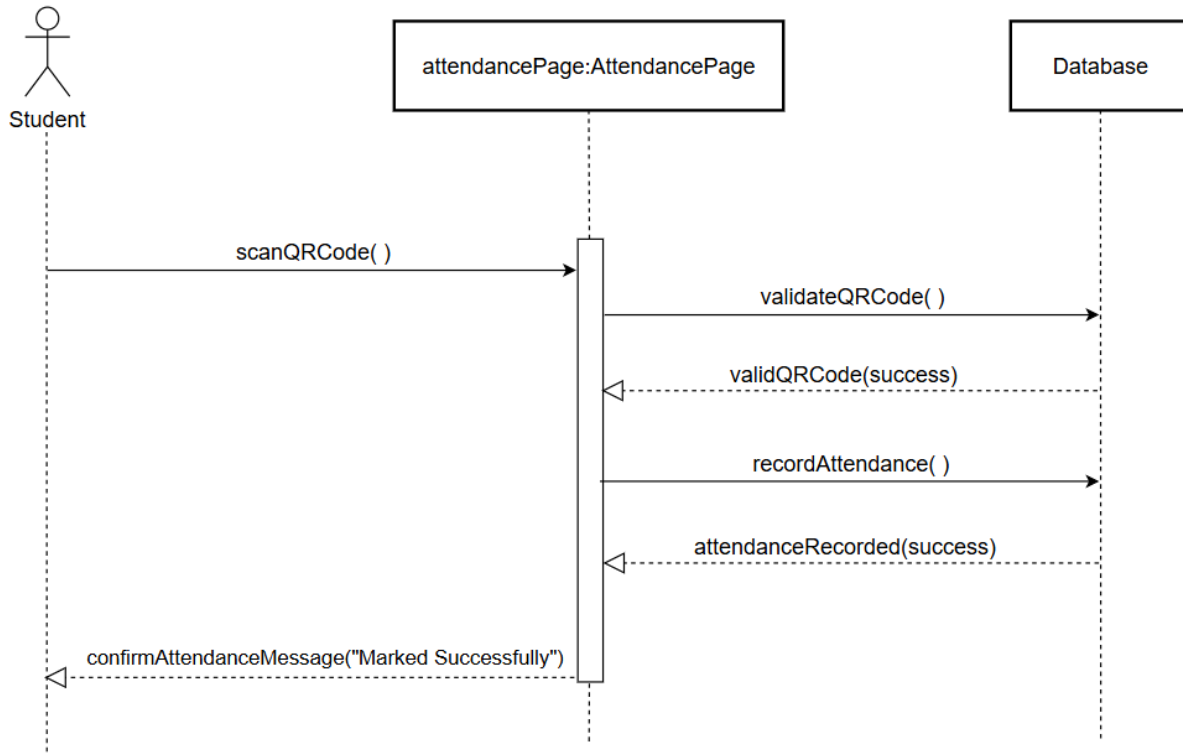 Student
attendancePage:AttendancePage
Database
scanQRCode( )
validateQRCode( )
validQRCode(success)
recordAttendance( )
attendanceRecorded(success)
confirmAttendanceMessage("Marked Successfully")